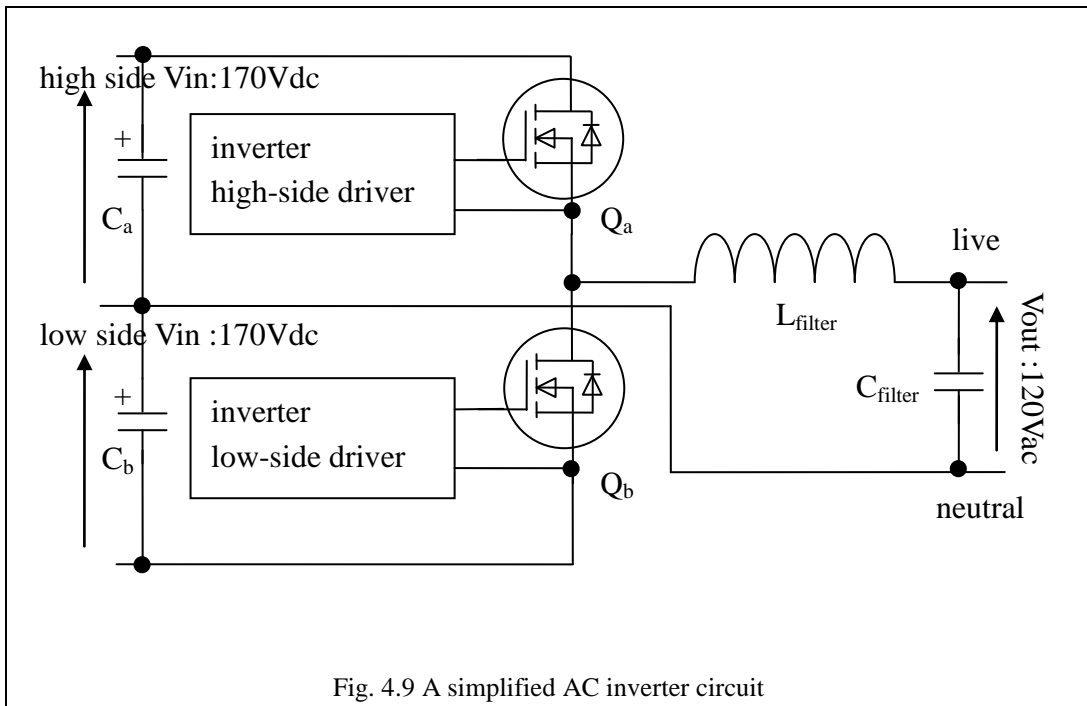 high side Vin:170Vdc
+
inverter
high-side driver
Ca
Qa
live
Lfilter
low side Vin :170Vdc
+
inverter
low-side driver
Cb
Qb
Cfilter
Vout :120Vac
neutral
Fig. 4.9 A simplified AC inverter circuit